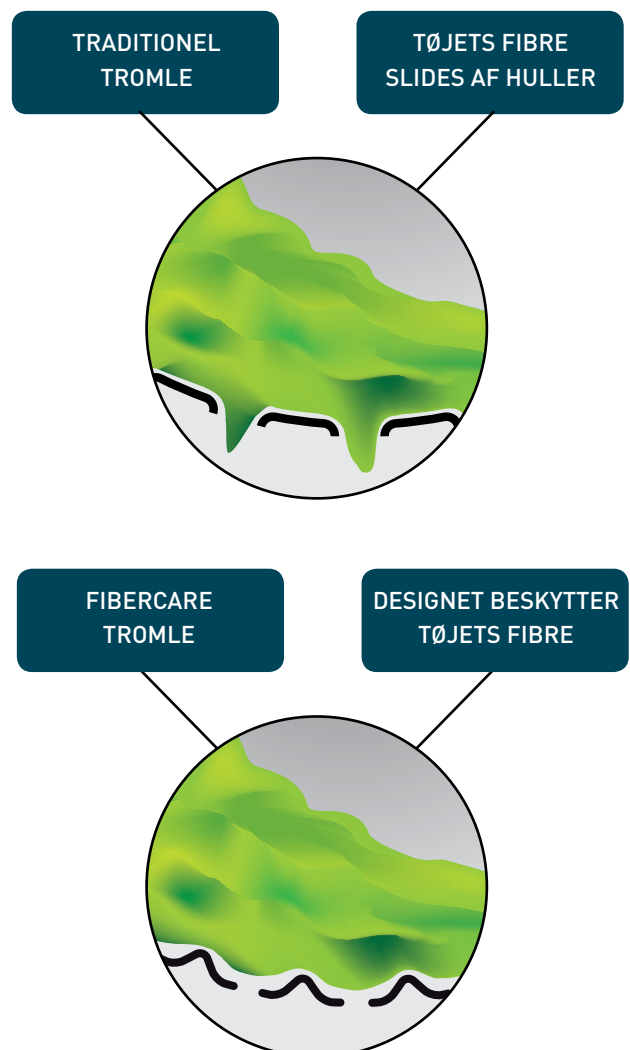 TRADITIONEL
TROMLE
TØJETS FIBRE
SLIDES AF HULLER
FIBERCARE
TROMLE
DESIGNET BESKYTTER
TØJETS FIBRE